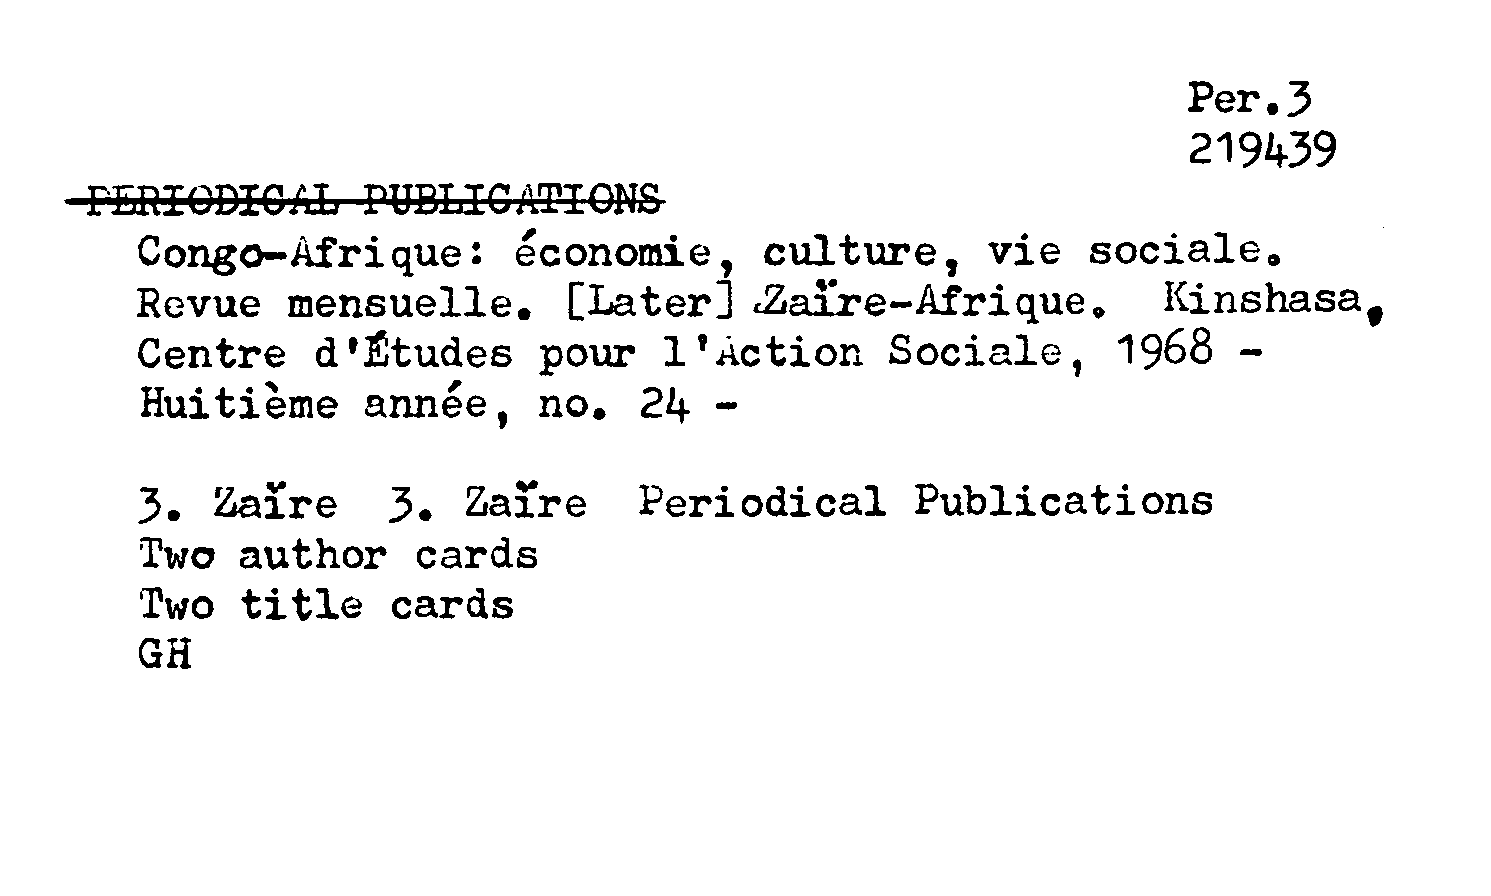 Per.3
219439
PERIODICAL PUBLICATIONS
Congo-Afrique: économie, culture, vie sociale.
Revue mensuelle. [Later] Zaïre-Afrique. Kinshasa,
Centre d'Études pour l'Action Sociale, 1968 -
Huitième année, no. 24 -
3. Zaïre 3. Zaïre Periodical Publications
Two author cards
Two title cards
GH